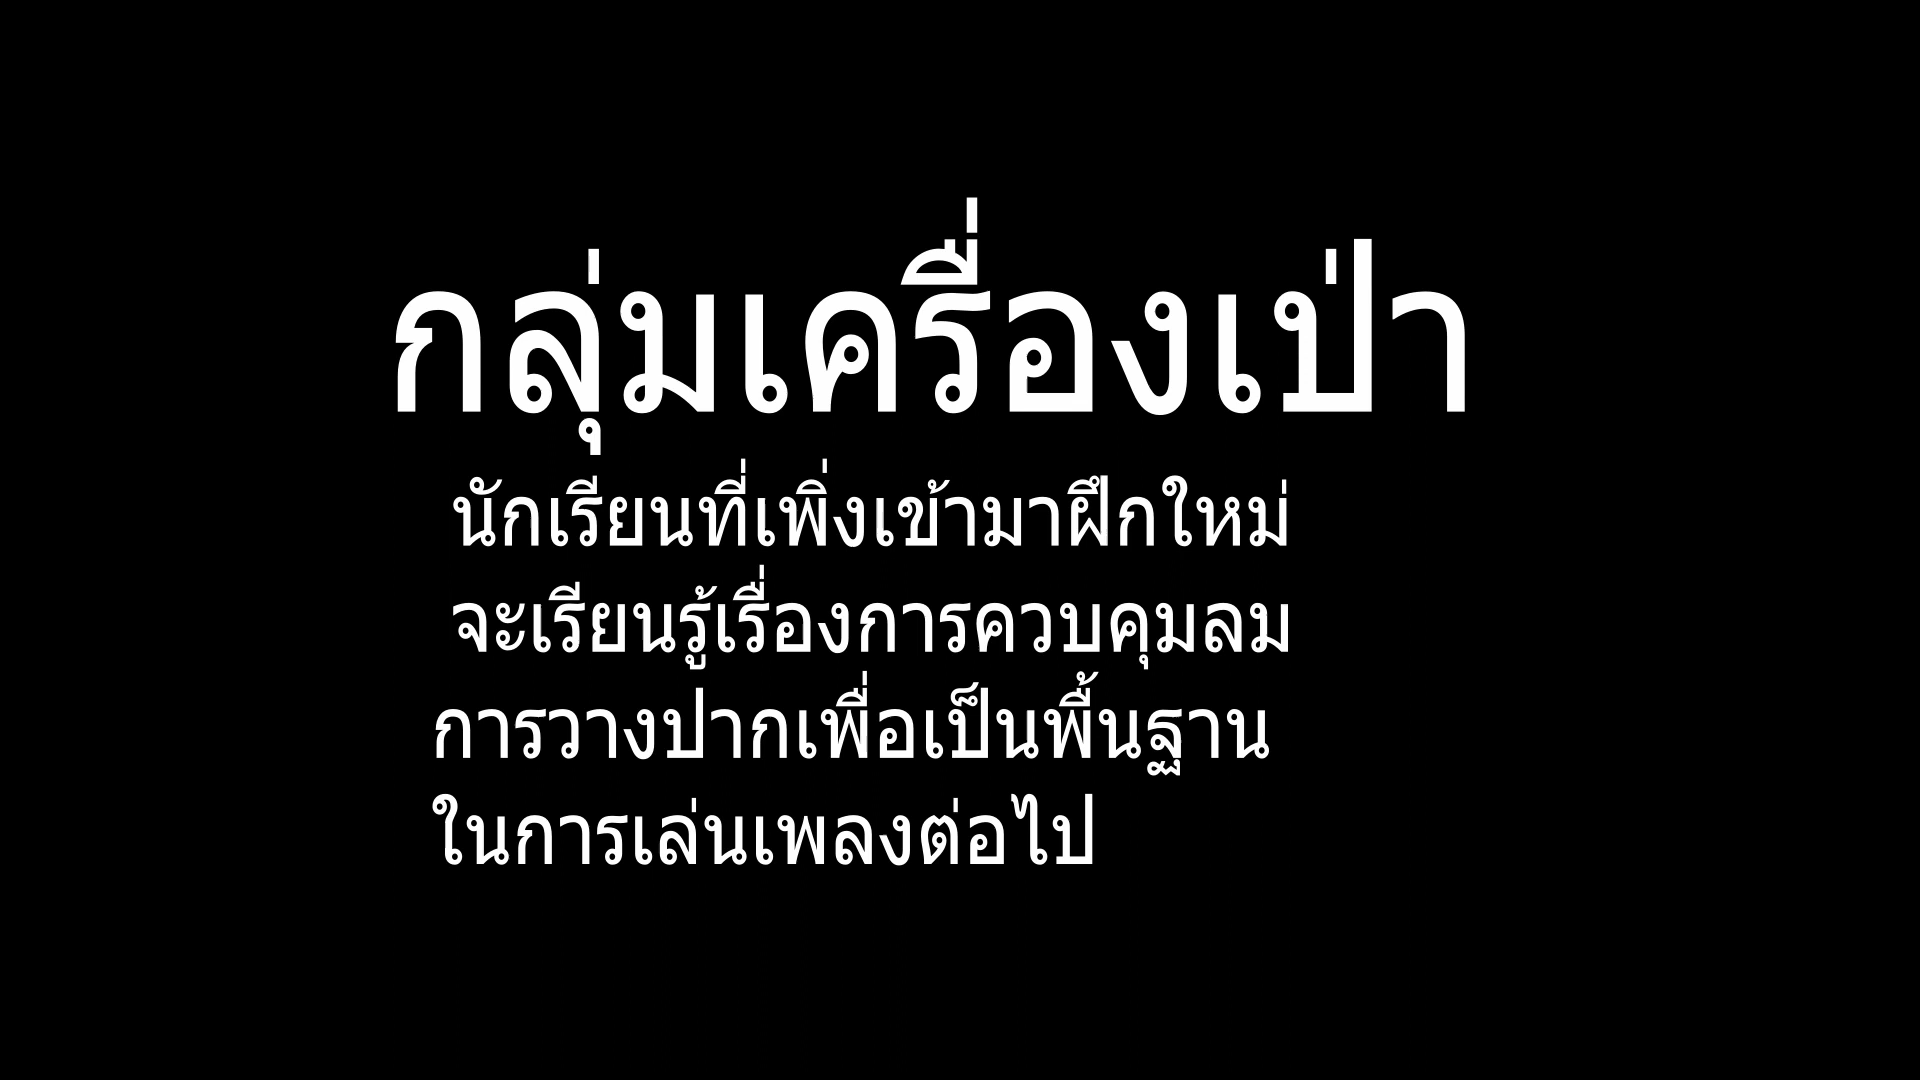 กลุ่มเครื่องเป่า
นักเรียนที่เพิ่งเข้ามาฝึกใหม่
จะเรียนรู้เรื่องการควบคุมลม
การวางปากเพื่อเป็นพื้นฐาน
ในการเล่นเพลงต่อไป